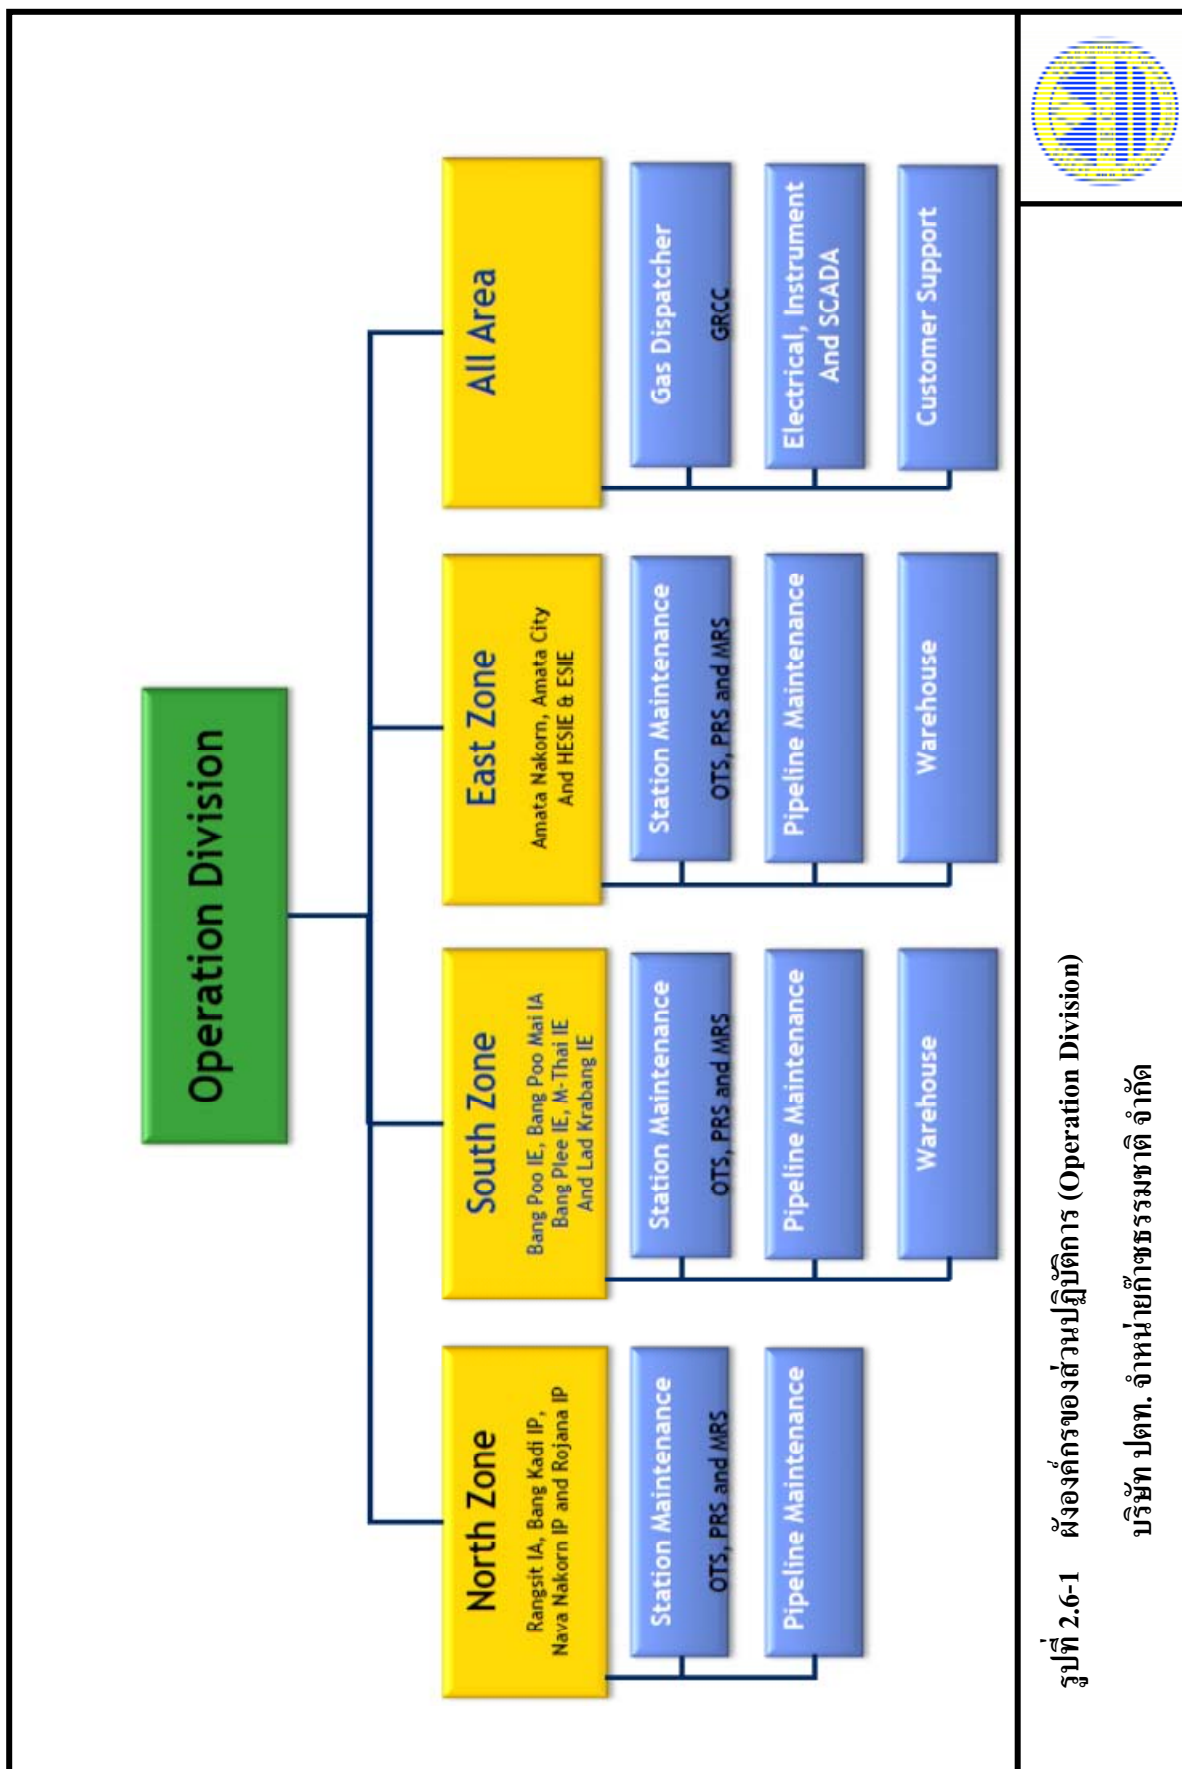 Operation Division
North Zone
Rangsit IA, Bang Kadi IP,
Nava Nakorn IP and Rojana IP
Station Maintenance
OTS, PRS and MRS
Pipeline Maintenance
South Zone
Bang Poo IE, Bang Poo Mai IA
Bang Plee IE, M-Thai IE
And Lad Krabang IE
Station Maintenance
OTS, PRS and MRS
Pipeline Maintenance
Warehouse
East Zone
Amata Nakorn, Amata City
And HESIE & ESIE
Station Maintenance
OTS, PRS and MRS
Pipeline Maintenance
Warehouse
All Area
Gas Dispatcher
GRCC
Electrical, Instrument
And SCADA
Customer Support
รูปที่ 2.6-1 ผังองค์กรของส่วนปฏิบัติการ (Operation Division)
บริษัท ปตท. จำหน่ายก๊าซธรรมชาติ จำกัด